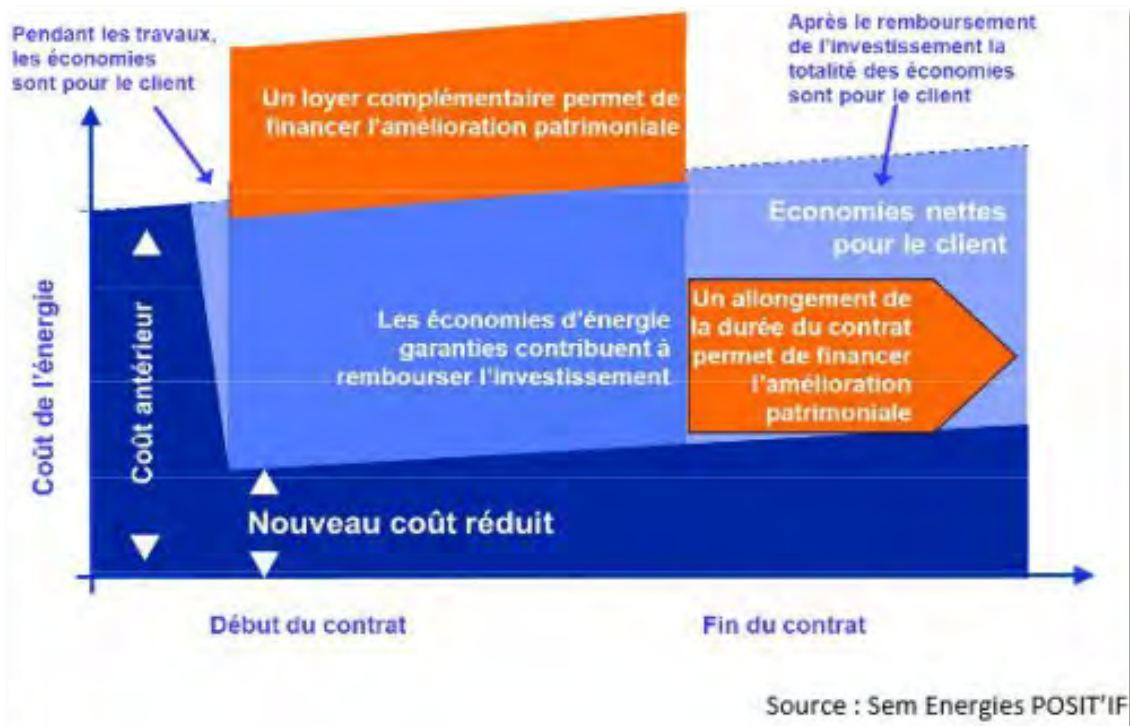 Pendant les travaux,
les économies
sont pour le client
Après le remboursement
de l'investissement la
totalité des économies
sont pour le client
Un loyer complémentaire permet de
financer l'amélioration patrimoniale
Economies nettes
pour le client
Coût de l'énergie
Coût antérieur
Les économies d'énergie
garanties contribuent à
rembourser l'investissement
Un allongement de
la durée du contrat
permet de financer
l'amélioration
patrimoniale
Nouveau coût réduit
Début du contrat
Fin du contrat
Source : Sem Energies POSIT'IF